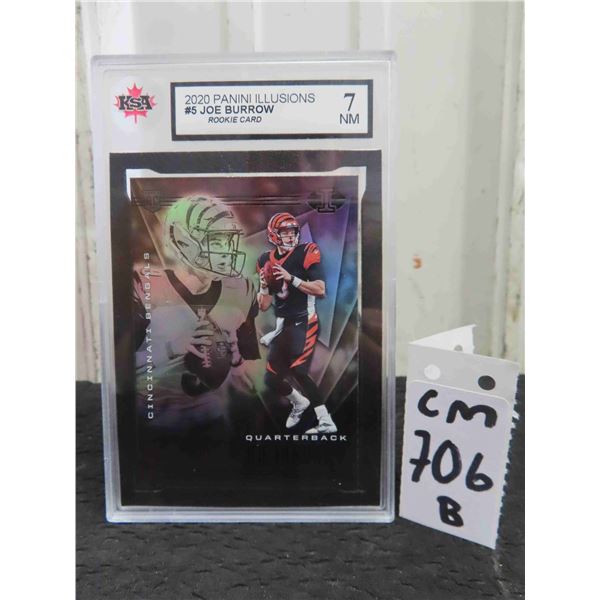 KSA
2020 PANINI ILLUSIONS
#5 JOE BURROW
ROOKIE CARD
7
NM
CINCINNATI BENGALS
QUARTERBACK
CM
706
B